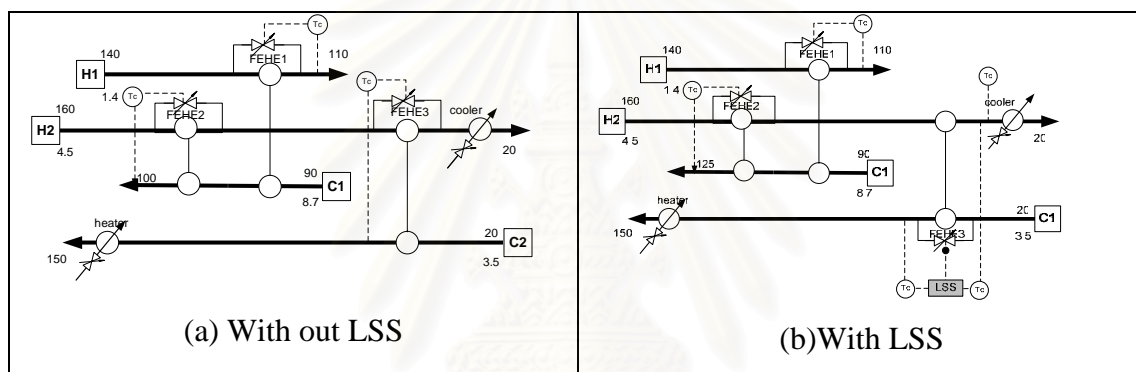 Tc
140
FEHE1
110
H1
Tc
160
1.4
FEHE2
Tc
FEHE3
cooler
H2
4.5
20
100
90
C1
8.7
heater
20
C2
150
3.5
(a) With out LSS
Tc
140
FEHE1
110
H1
Tc
160
1 4
FEHE2
Tc
cooler
H2
4 5
20
125
90
C1
8 7
heater
20
C1
150
FEHE3
3 5
Tc
LSS
Tc
(b)With LSS